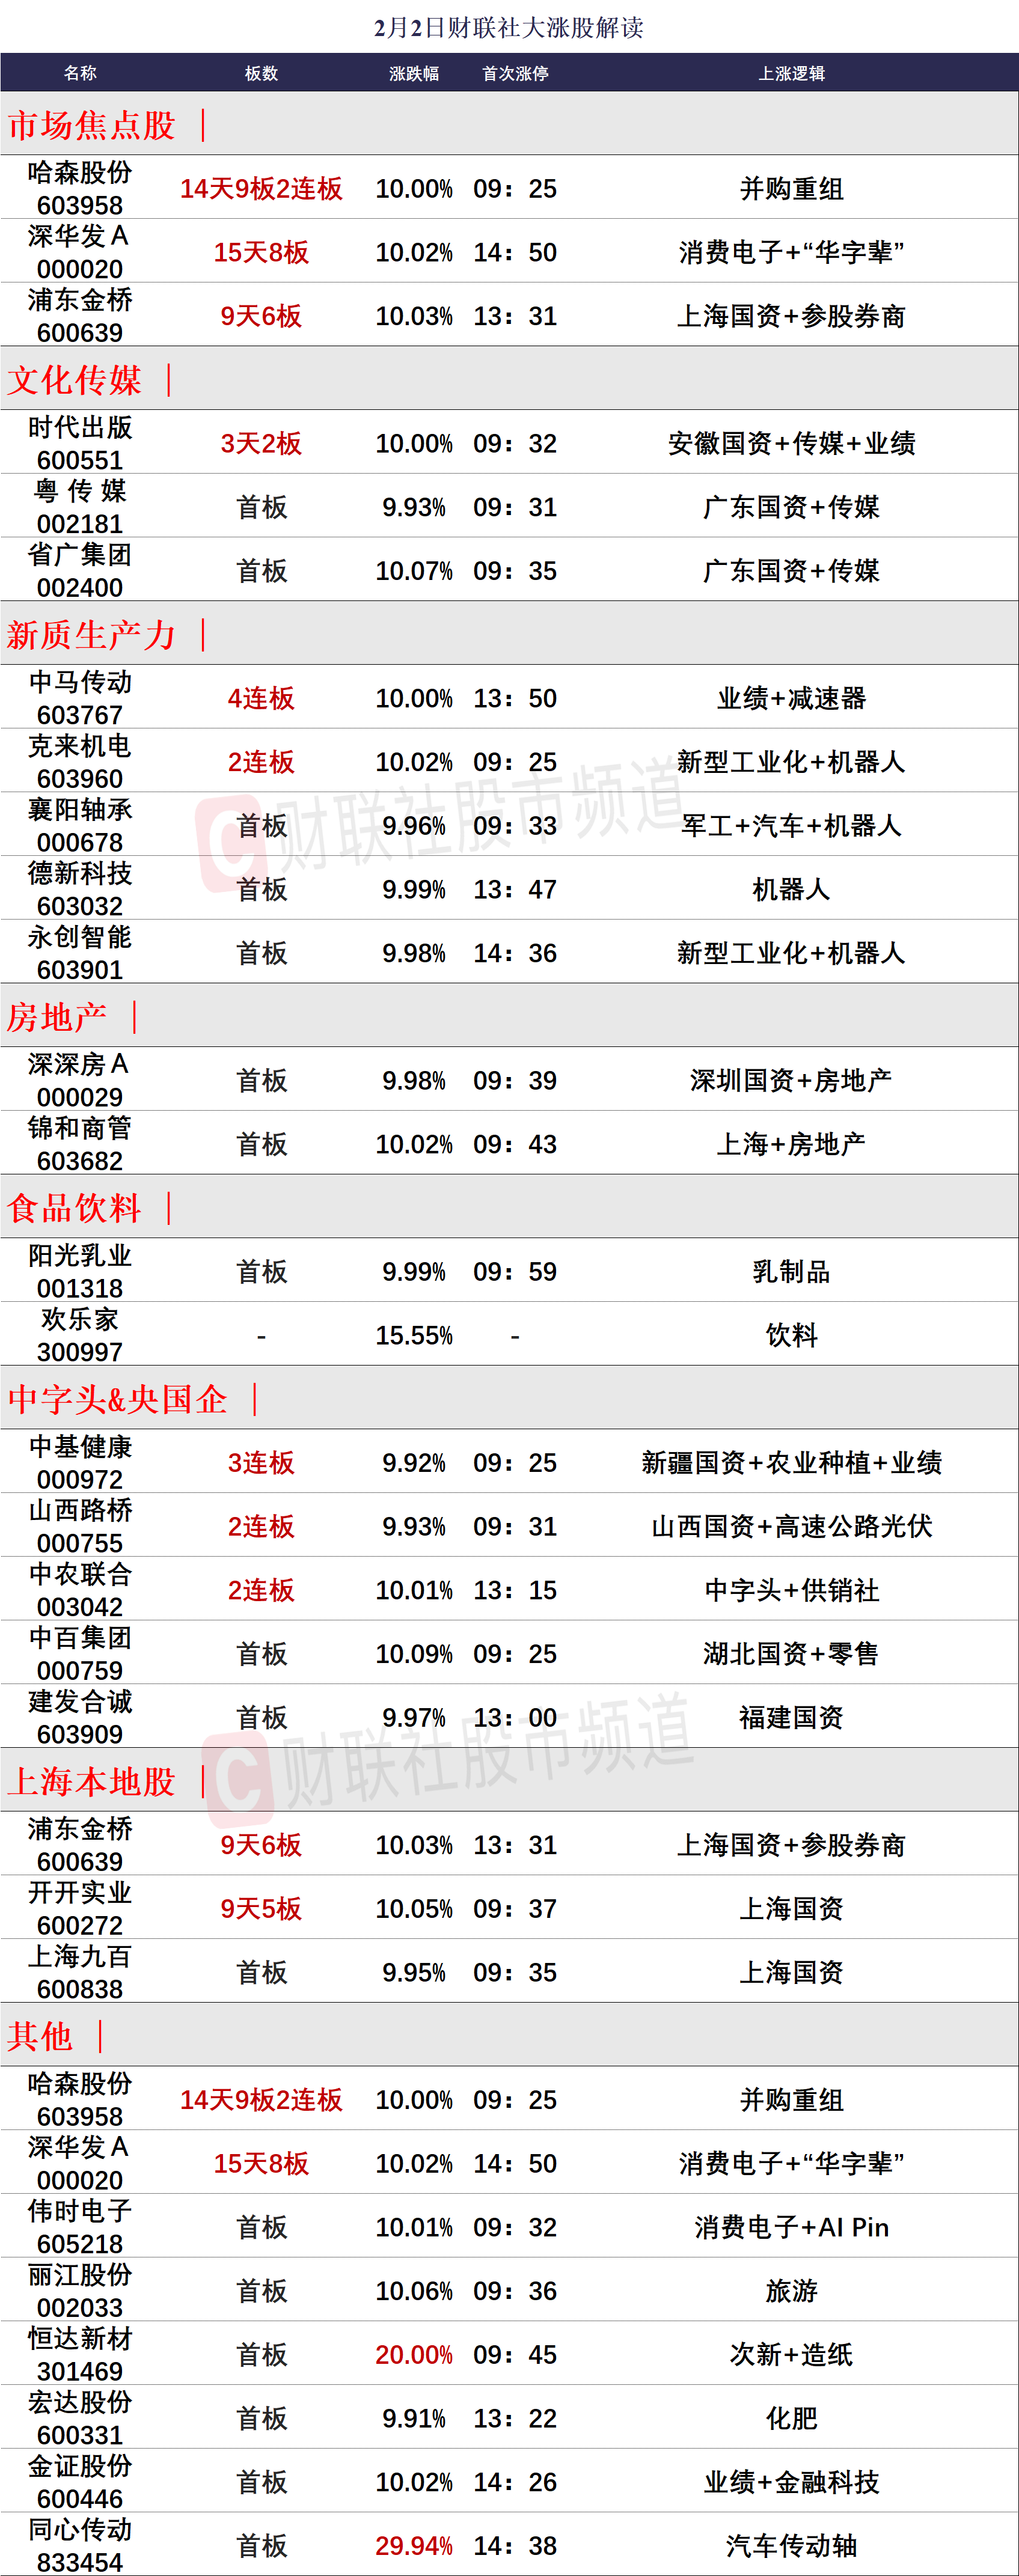 2月2日财联社大涨股解读
名称 板数 涨跌幅 首次涨停 上涨逻辑
市场焦点股 |
哈森股份
603958 14天9板2连板 10.00% 09：25 并购重组
深华发Ａ
000020 15天8板 10.02% 14：50 消费电子+“华字辈”
浦东金桥
600639 9天6板 10.03% 13：31 上海国资+参股券商
文化传媒 |
时代出版
600551 3天2板 10.00% 09：32 安徽国资+传媒+业绩
粤 传 媒
002181 首板 9.93% 09：31 广东国资+传媒
省广集团
002400 首板 10.07% 09：35 广东国资+传媒
新质生产力 |
中马传动
603767 4连板 10.00% 13：50 业绩+减速器
克来机电
603960 2连板 10.02% 09：25 新型工业化+机器人
襄阳轴承
000678 首板 9.96% 09：33 军工+汽车+机器人
德新科技
603032 首板 9.99% 13：47 机器人
永创智能
603901 首板 9.98% 14：36 新型工业化+机器人
C 财联社股市频道
房地产 |
深深房Ａ
000029 首板 9.98% 09：39 深圳国资+房地产
锦和商管
603682 首板 10.02% 09：43 上海+房地产
食品饮料 |
阳光乳业
001318 首板 9.99% 09：59 乳制品
欢乐家
300997 - 15.55% - 饮料
中字头&央国企 |
中基健康
000972 3连板 9.92% 09：25 新疆国资+农业种植+业绩
山西路桥
000755 2连板 9.93% 09：31 山西国资+高速公路光伏
中农联合
003042 2连板 10.01% 13：15 中字头+供销社
中百集团
000759 首板 10.09% 09：25 湖北国资+零售
建发合诚
603909 首板 9.97% 13：00 福建国资
C 财联社股市频道
上海本地股 |
浦东金桥
600639 9天6板 10.03% 13：31 上海国资+参股券商
开开实业
600272 9天5板 10.05% 09：37 上海国资
上海九百
600838 首板 9.95% 09：35 上海国资
其他 |
哈森股份
603958 14天9板2连板 10.00% 09：25 并购重组
深华发Ａ
000020 15天8板 10.02% 14：50 消费电子+“华字辈”
伟时电子
605218 首板 10.01% 09：32 消费电子+AI Pin
丽江股份
002033 首板 10.06% 09：36 旅游
恒达新材
301469 首板 20.00% 09：45 次新+造纸
宏达股份
600331 首板 9.91% 13：22 化肥
金证股份
600446 首板 10.02% 14：26 业绩+金融科技
同心传动
833454 首板 29.94% 14：38 汽车传动轴